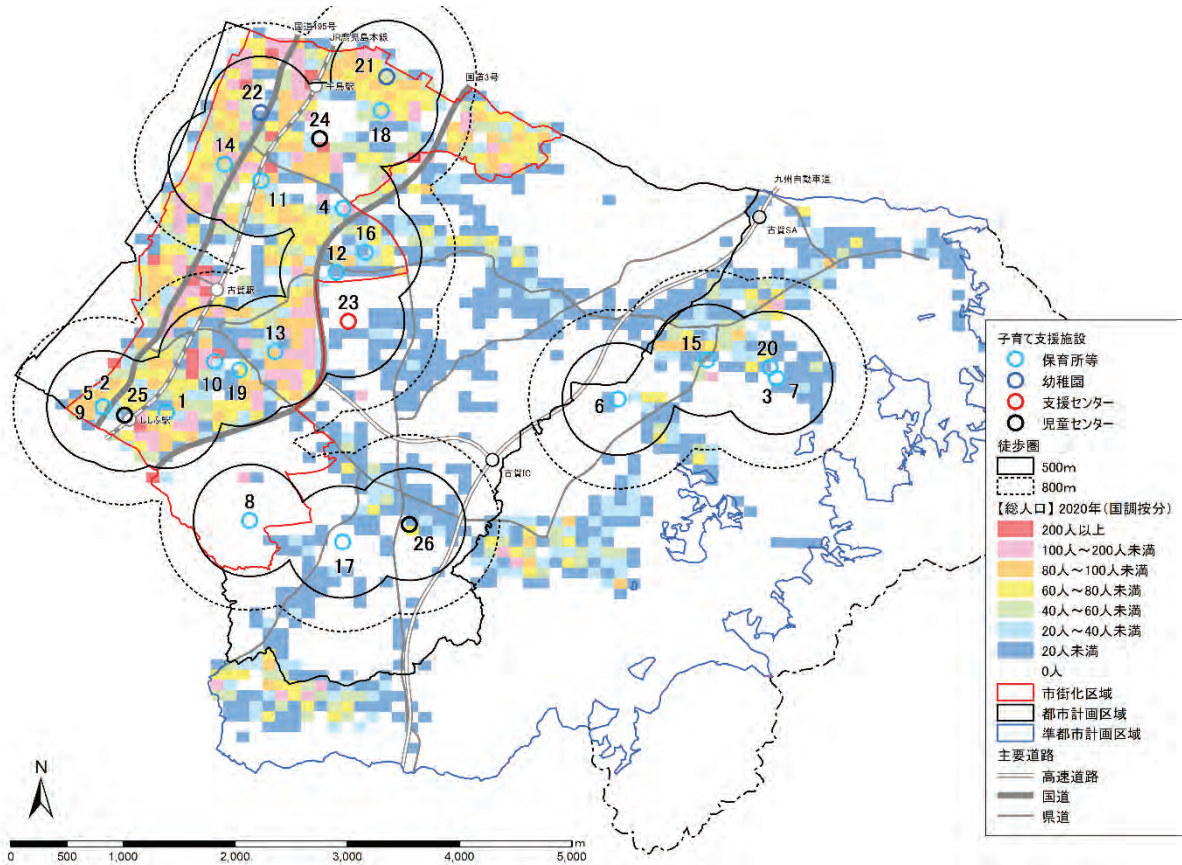 国道495号
JR鹿児島本線
千鳥駅
国道3号
21
22
24
18
14
11
4
16
12
九州自動車道
古賀SA
古賀駅
23
13
10
19
15
20
3
7
6
2
5
9
25
ししぶ駅
1
古賀IC
8
17
26
子育て支援施設
保育所等
幼稚園
支援センター
児童センター
徒歩圏
500m
800m
【総人口】2020年(国調按分)
200人以上
100人～200人未満
80人～100人未満
60人～80人未満
40人～60人未満
20人～40人未満
20人未満
0人
市街化区域
都市計画区域
準都市計画区域
主要道路
高速道路
国道
県道
N
0 500 1,000 2,000 3,000 4,000 5,000 m